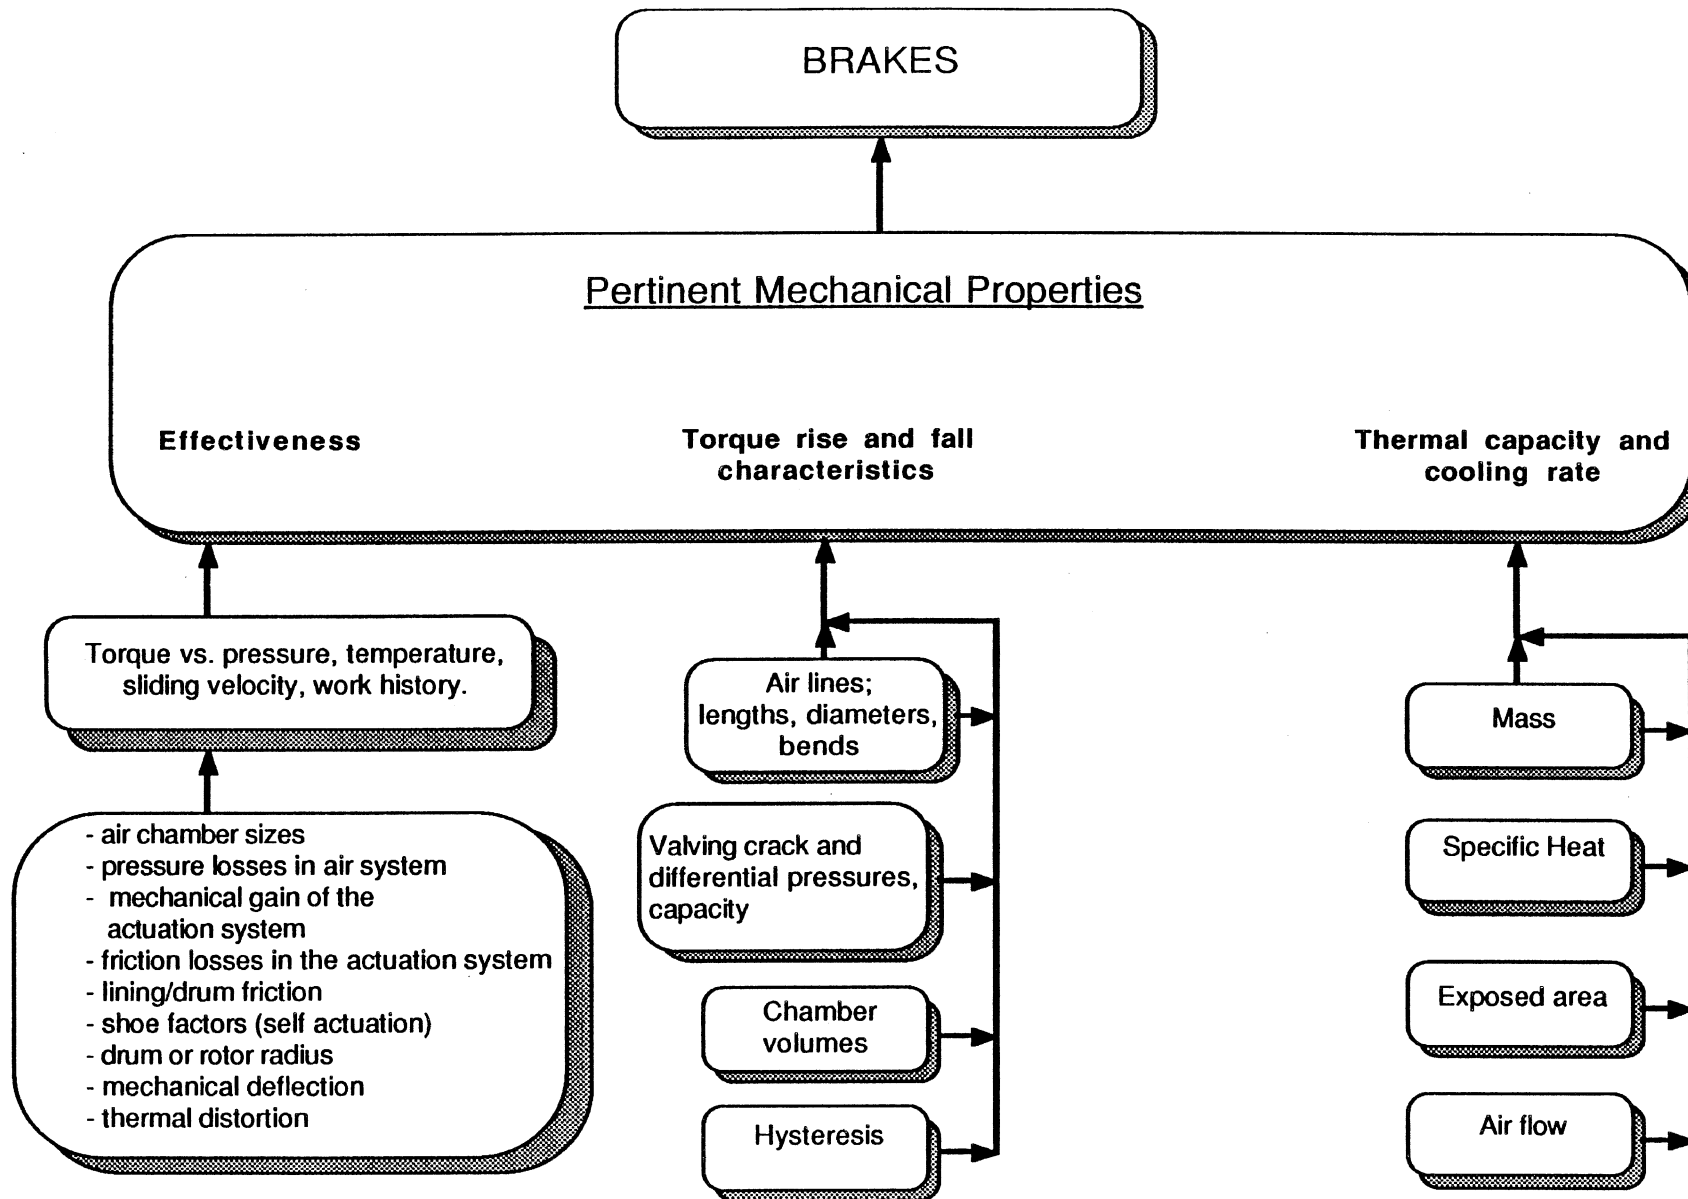 BRAKES
Pertinent Mechanical Properties
Effectiveness
Torque rise and fall
characteristics
Thermal capacity and
cooling rate
Torque vs. pressure, temperature,
sliding velocity, work history.
- air chamber sizes
- pressure losses in air system
- mechanical gain of the
actuation system
- friction losses in the actuation system
- lining/drum friction
- shoe factors (self actuation)
- drum or rotor radius
- mechanical deflection
- thermal distortion
Air lines;
lengths, diameters,
bends
Valving crack and
differential pressures,
capacity
Chamber
volumes
Hysteresis
Mass
Specific Heat
Exposed area
Air flow